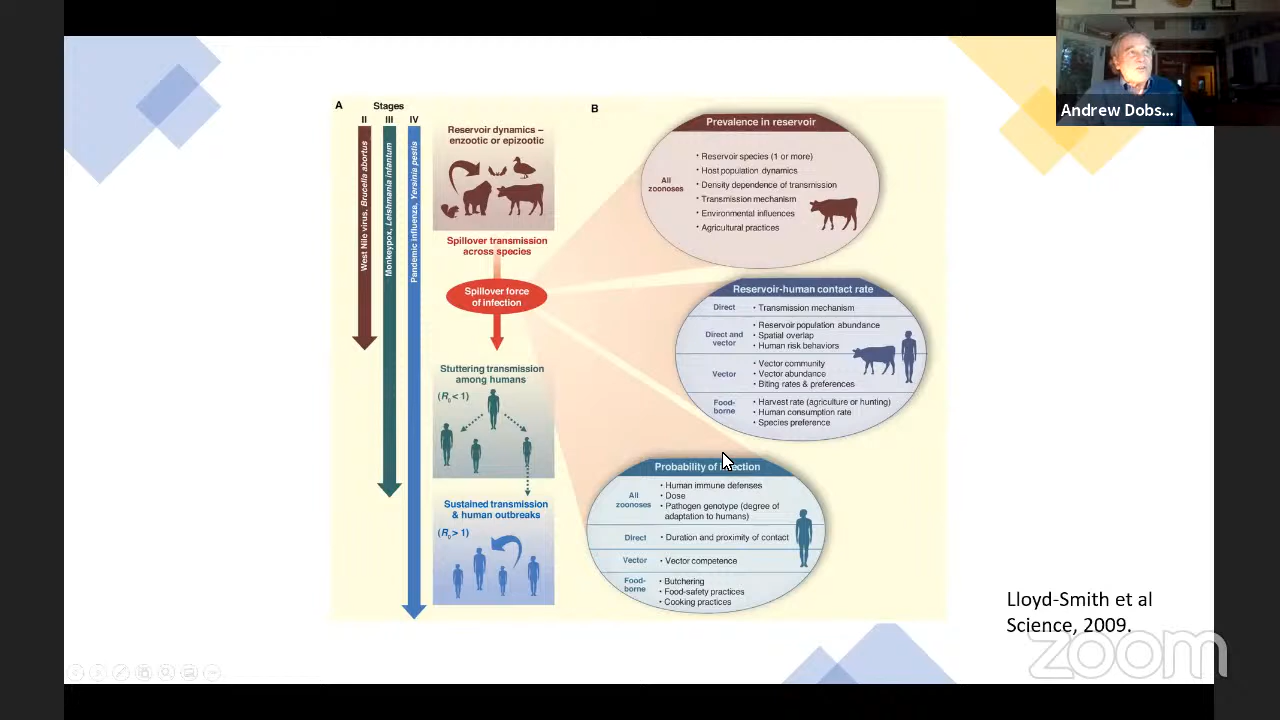 A
Stages
II
III
IV
West Nile virus, Brucella abortus
Monkeypox, Leishmania infantum
Pandemic influenza, Yersinia pestis
Reservoir dynamics –
enzootic or epizootic
Spillover transmission
across species
Spillover force
of infection
Stuttering transmission
among humans
(R0 < 1)
Sustained transmission
& human outbreaks
(R0 > 1)
B
Prevalence in reservoir
All
zoonoses
• Reservoir species (1 or more)
• Host population dynamics
• Density dependence of transmission
• Transmission mechanism
• Environmental influences
• Agricultural practices
Reservoir-human contact rate
Direct
• Transmission mechanism
Direct and
vector
• Reservoir population abundance
• Spatial overlap
• Human risk behaviors
Vector
• Vector community
• Vector abundance
• Biting rates & preferences
Food-
borne
• Harvest rate (agriculture or hunting)
• Human consumption rate
• Species preference
Probability of infection
All
zoonoses
• Human immune defenses
• Dose
• Pathogen genotype (degree of
adaptation to humans)
Direct
• Duration and proximity of contact
Vector
• Vector competence
Food-
borne
• Butchering
• Food-safety practices
• Cooking practices
Andrew Dobs...
Lloyd-Smith et al
Science, 2009.
zoom